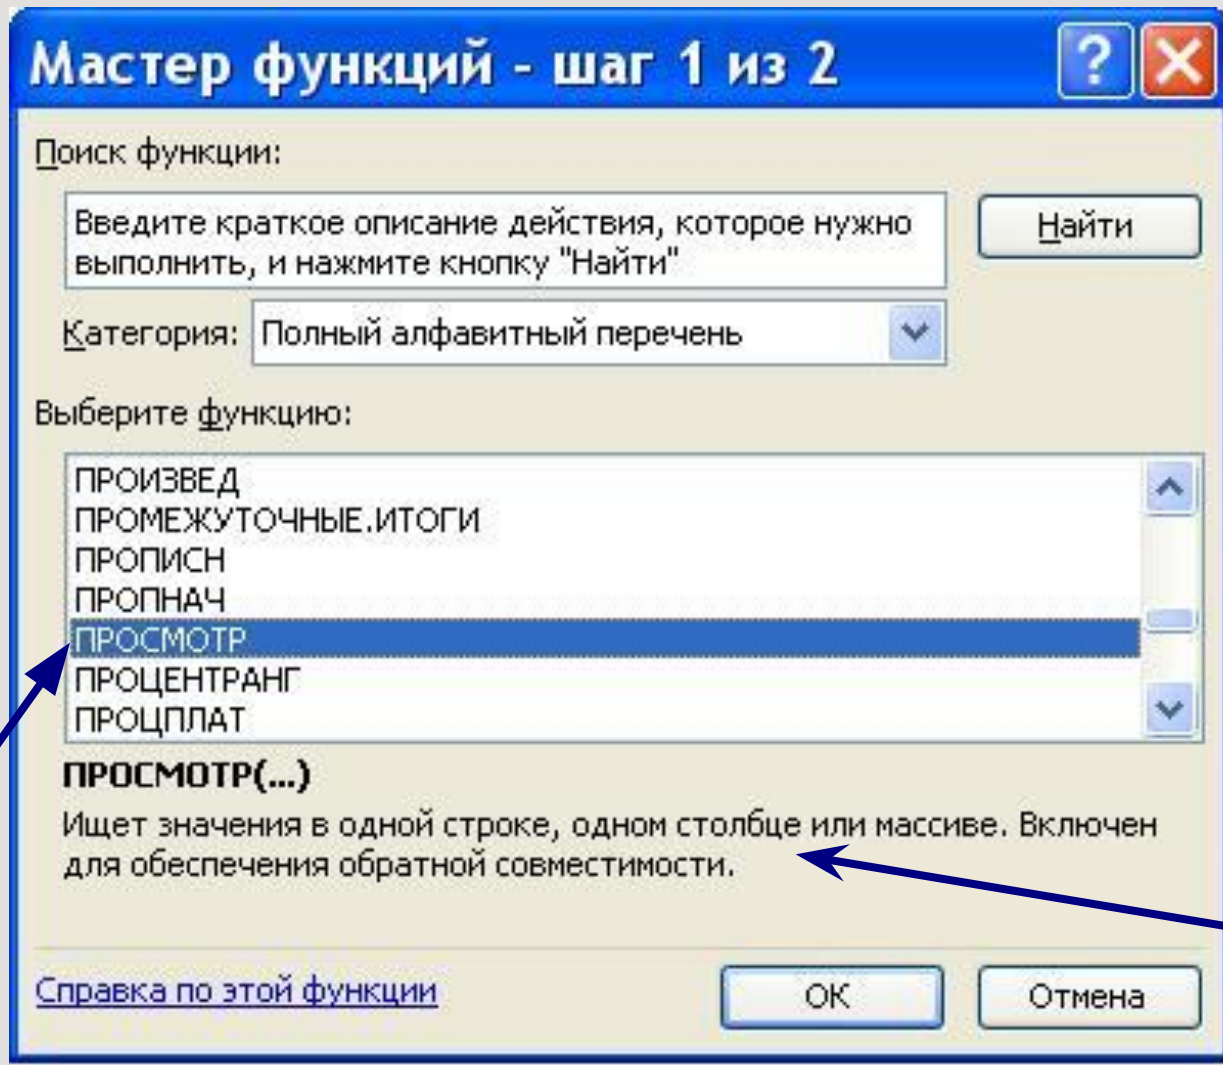 Мастер функций - шаг 1 из 2
Поиск функции:
Введите краткое описание действия, которое нужно
выполнить, и нажмите кнопку "Найти"
Найти
Категория: Полный алфавитный перечень
Выберите функцию:
ПРОИЗВЕД
ПРОМЕЖУТОЧНЫЕ.ИТОГИ
ПРОПИСН
ПРОПНАЧ
ПРОСМОТР
ПРОЦЕНТРАНГ
ПРОЦПЛАТ
ПРОСМОТР(...)
Ищет значения в одной строке, одном столбце или массиве. Включен
для обеспечения обратной совместимости.
Справка по этой функции
ОК
Отмена